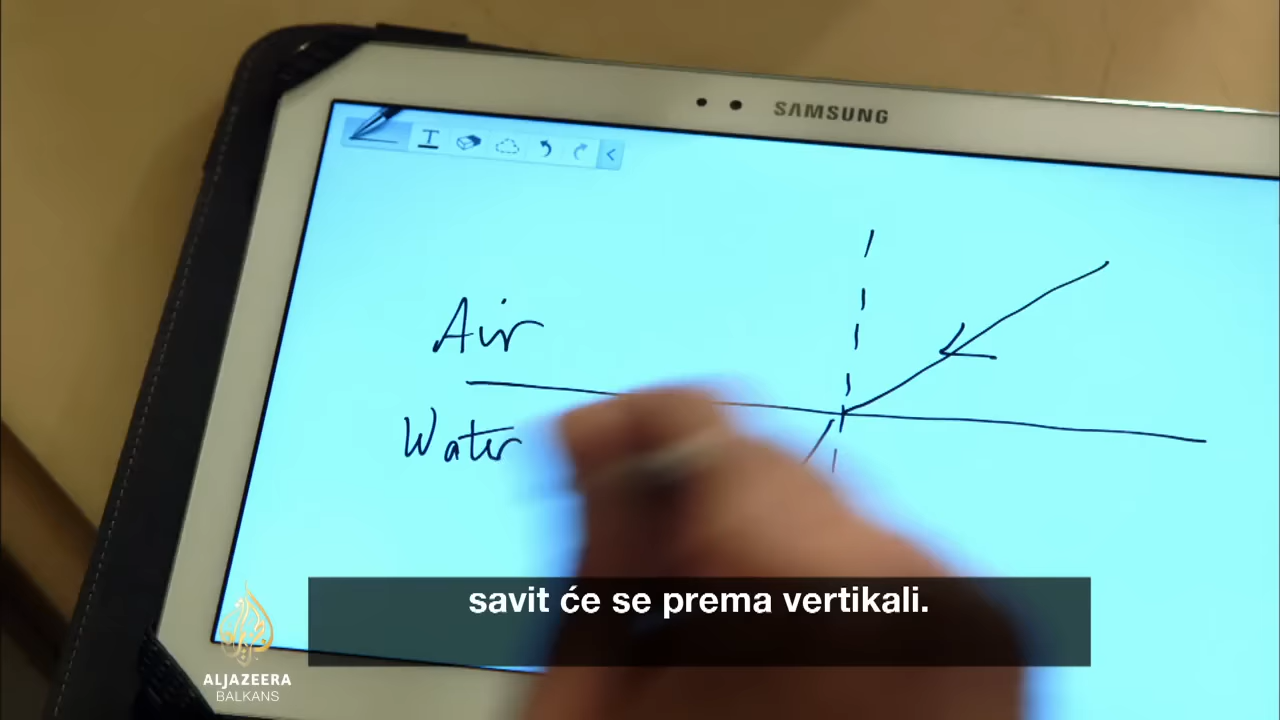 SAMSUNG
T
Air
Water
savit će se prema vertikali.
ALJAZEERA
BALKANS